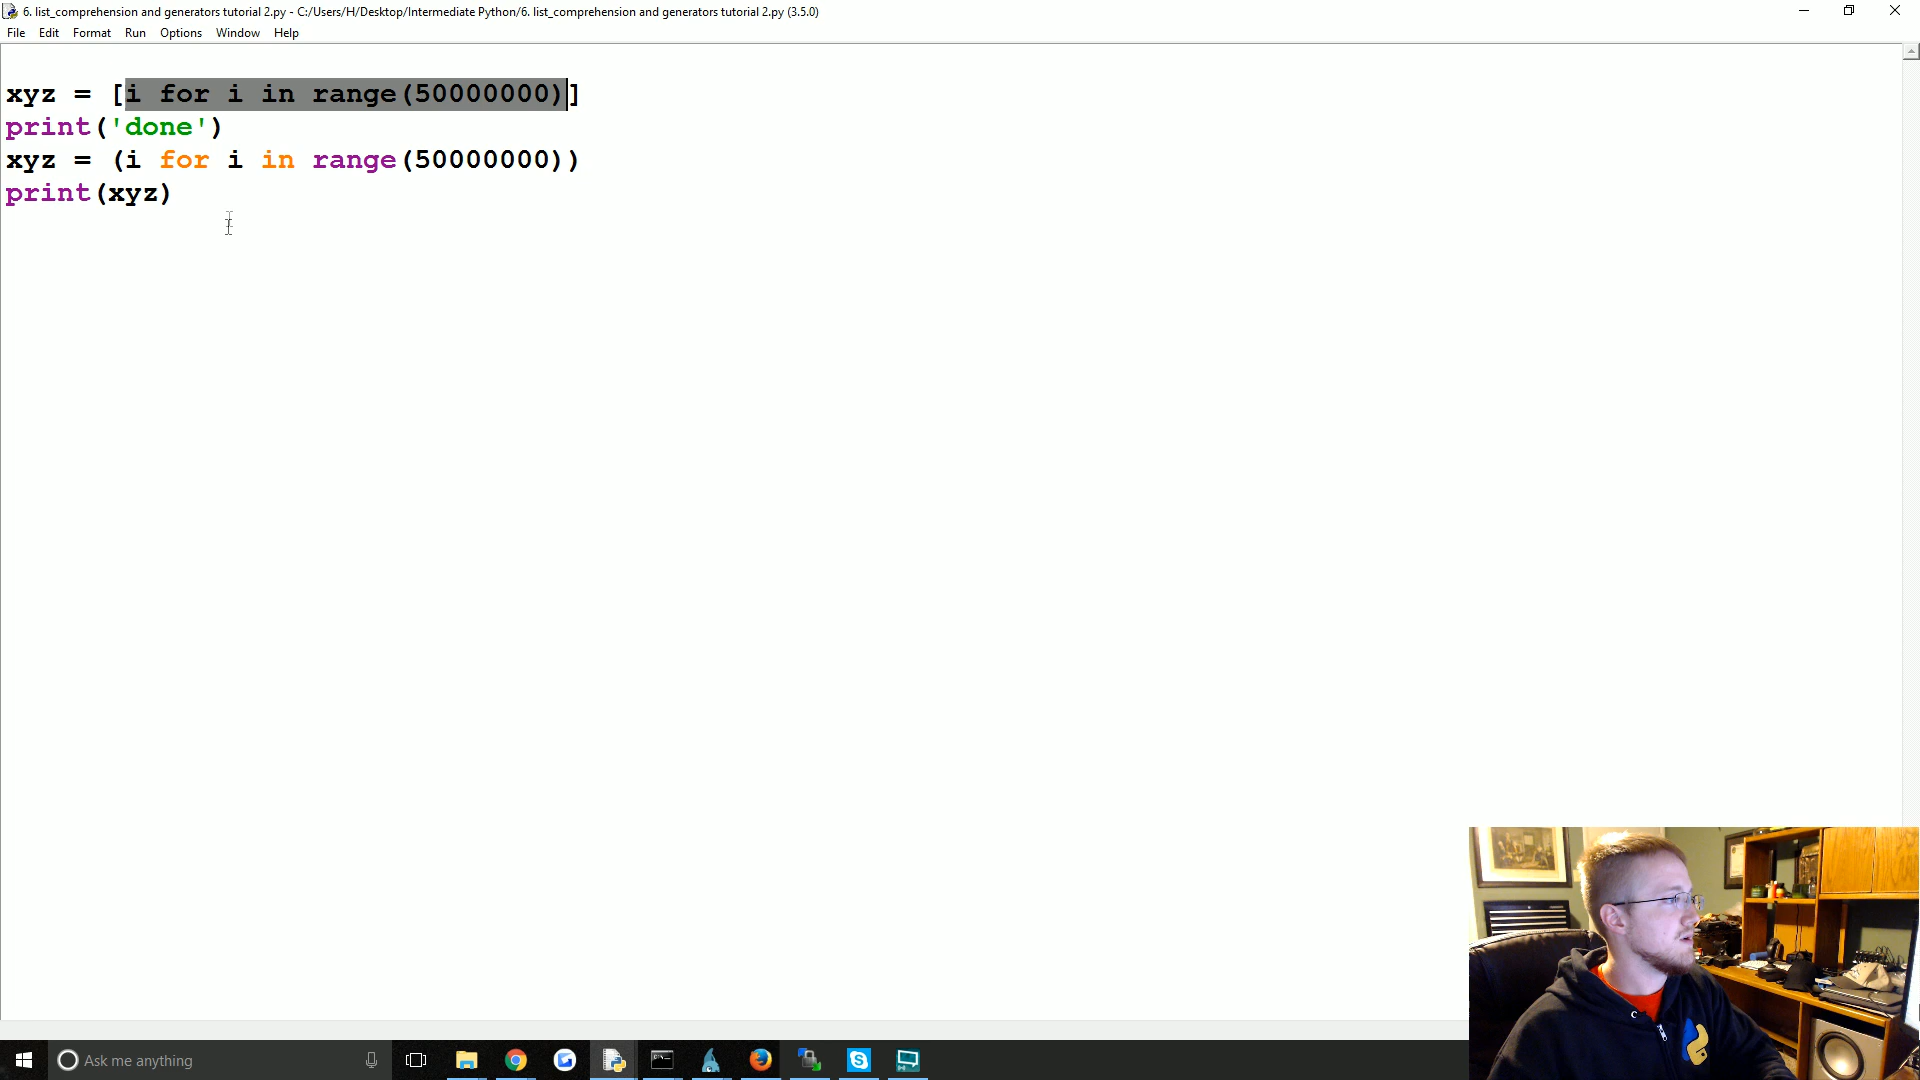 6. list_comprehension and generators tutorial 2.py - C:/Users/H/Desktop/Intermediate Python/6. list_comprehension and generators tutorial 2.py (3.5.0)
File Edit Format Run Options Window Help
xyz = [i for i in range(50000000)]
print('done')
xyz = (i for i in range(50000000))
print(xyz)
Ask me anything